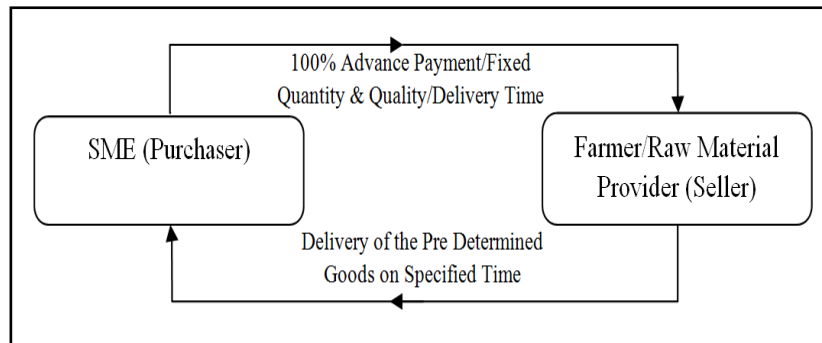 100% Advance Payment/Fixed
Quantity & Quality/Delivery Time
SME (Purchaser)
Farmer/Raw Material
Provider (Seller)
Delivery of the Pre Determined
Goods on Specified Time